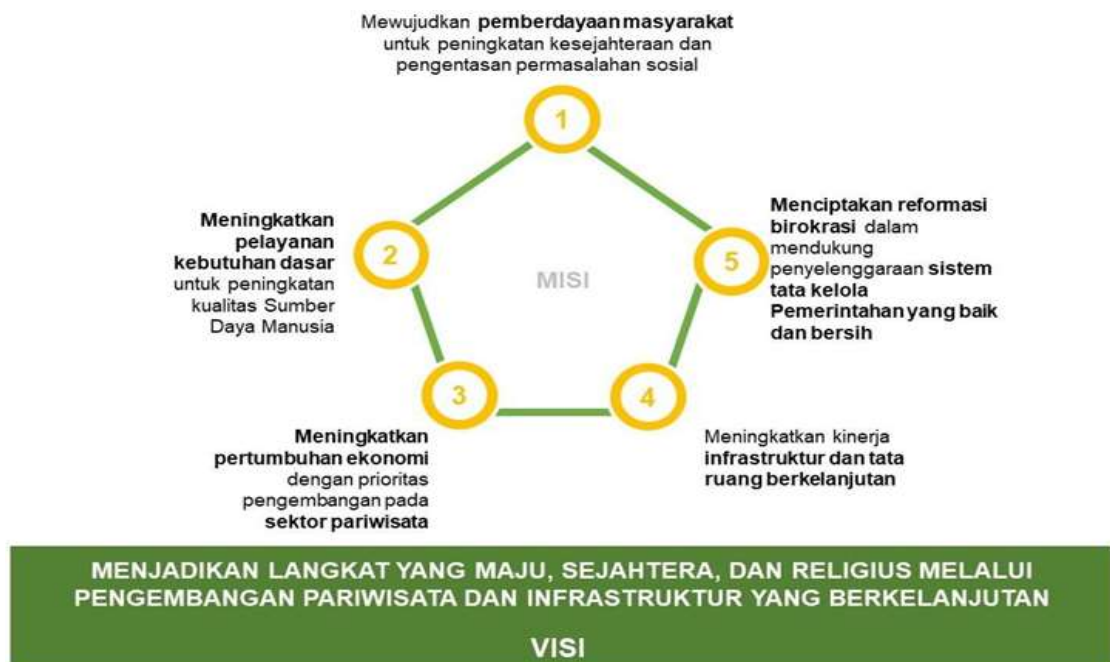 Mewujudkan pemberdayaan masyarakat
untuk peningkatan kesejahteraan dan
pengentasan permasalahan sosial
1
Meningkatkan
pelayanan
kebutuhan dasar
untuk peningkatan
kualitas Sumber
Daya Manusia
2
MISI
5
Menciptakan reformasi
birokrasi dalam
mendukung
penyelenggaraan sistem
tata kelola
Pemerintahan yang baik
dan bersih
3
4
Meningkatkan
pertumbuhan ekonomi
dengan prioritas
pengembangan pada
sektor pariwisata
Meningkatkan kinerja
infrastruktur dan tata
ruang berkelanjutan
MENJADIKAN LANGKAT YANG MAJU, SEJAHTERA, DAN RELIGIUS MELALUI
PENGEMBANGAN PARIWISATA DAN INFRASTRUKTUR YANG BERKELANJUTAN
VISI